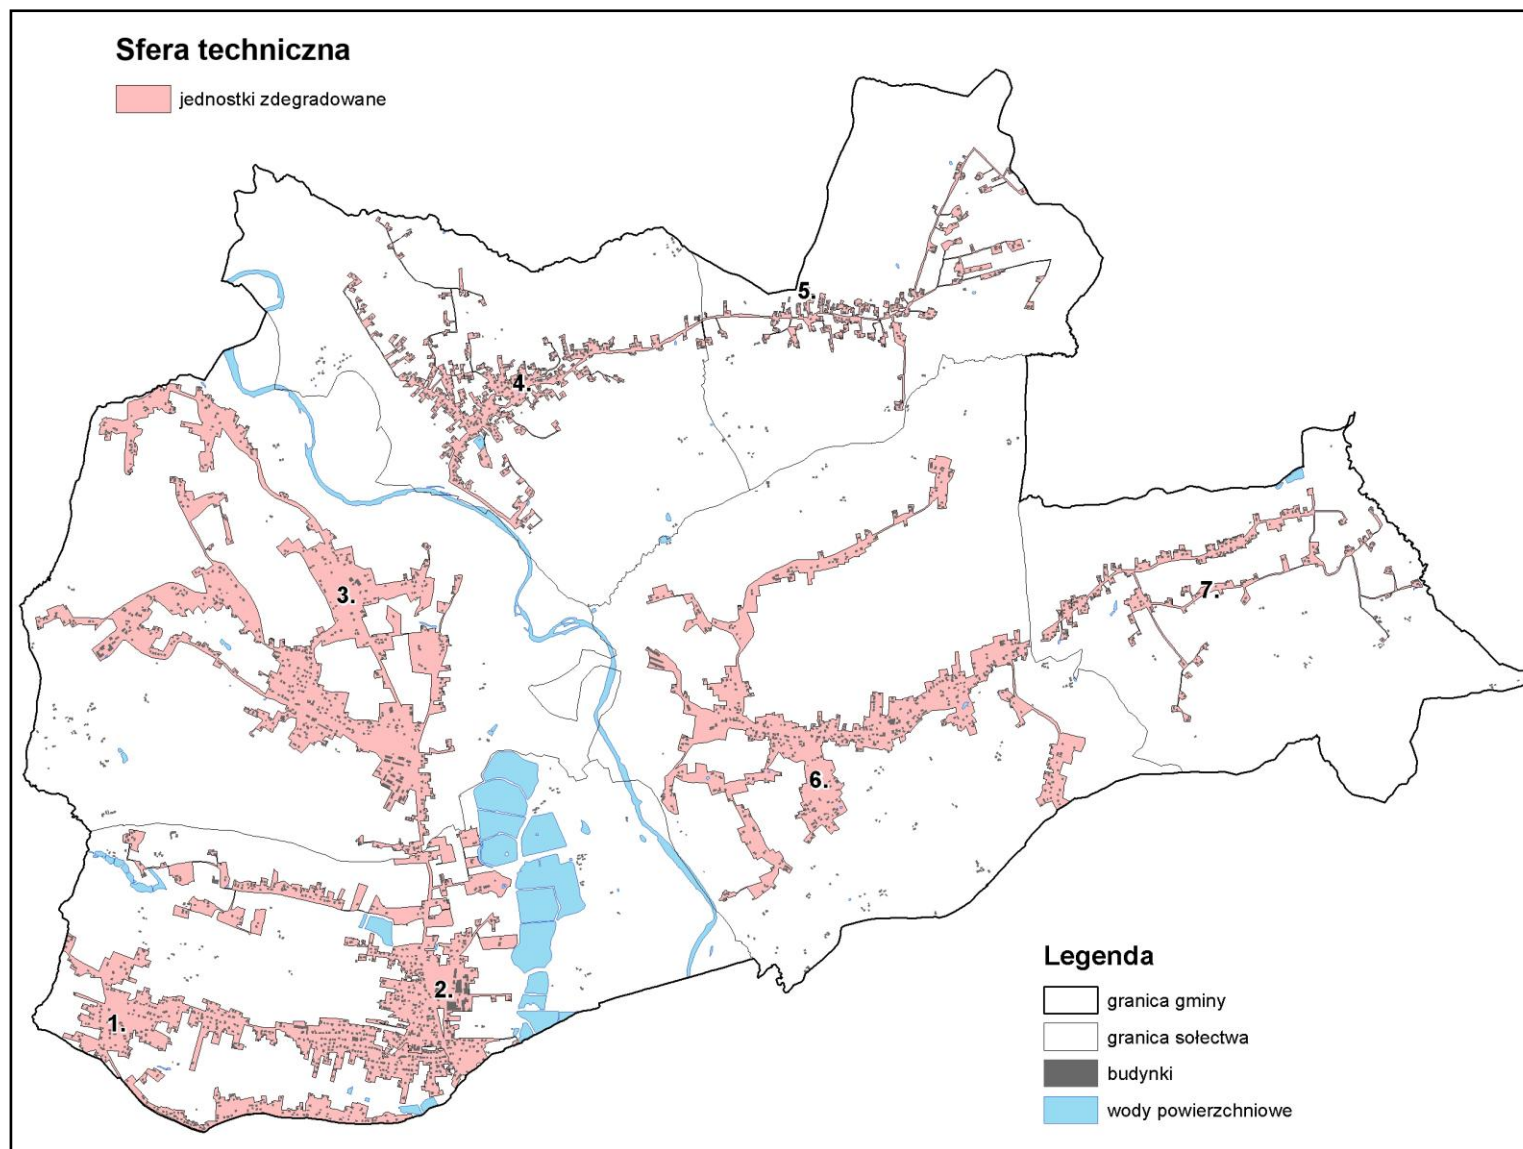 Sfera techniczna
jednostki zdegradowane
5.
4.
3.
7.
6.
2.
1.
Legenda
granica gminy
granica sołectwa
budynki
wody powierzchniowe